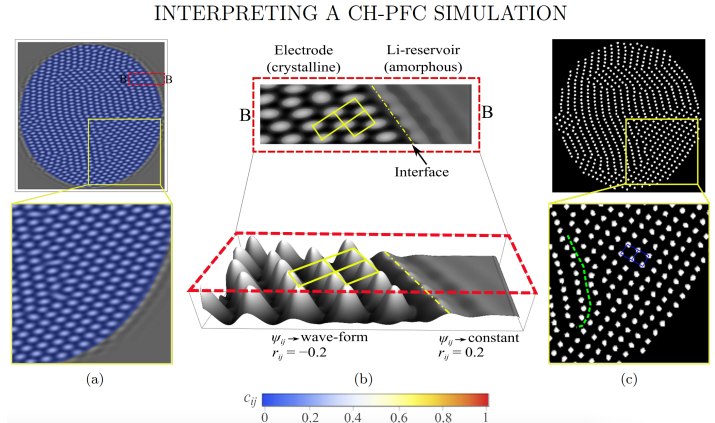 INTERPRETING A CH-PFC SIMULATION
B B
Electrode
(crystalline)
Li-reservoir
(amorphous)
B B
Interface
ψij→wave-form
rij=−0.2
ψij→constant
rij=0.2
(a) (b) (c)
cij
0 0.2 0.4 0.6 0.8 1